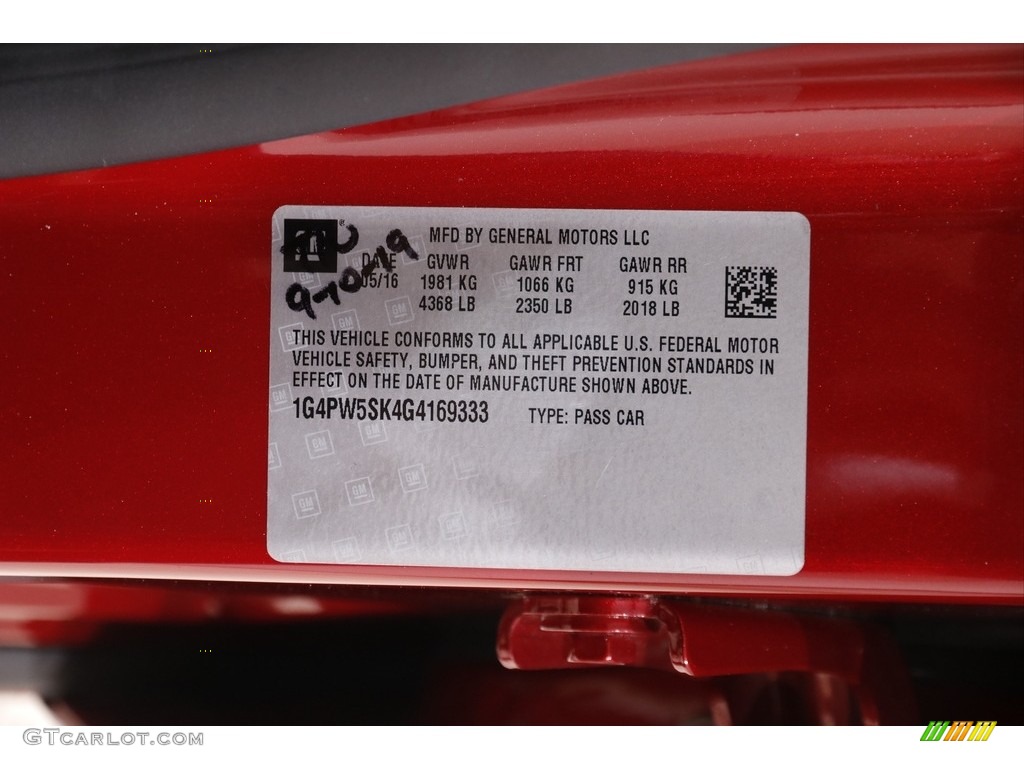 MFD BY GENERAL MOTORS LLC
DATE GVWR GAWR FRT GAWR RR
05/16 1981 KG 1066 KG 915 KG
4368 LB 2350 LB 2018 LB
9-10-19
THIS VEHICLE CONFORMS TO ALL APPLICABLE U.S. FEDERAL MOTOR
VEHICLE SAFETY, BUMPER, AND THEFT PREVENTION STANDARDS IN
EFFECT ON THE DATE OF MANUFACTURE SHOWN ABOVE.
1G4PW5SK4G4169333 TYPE: PASS CAR
GTCarlot.com